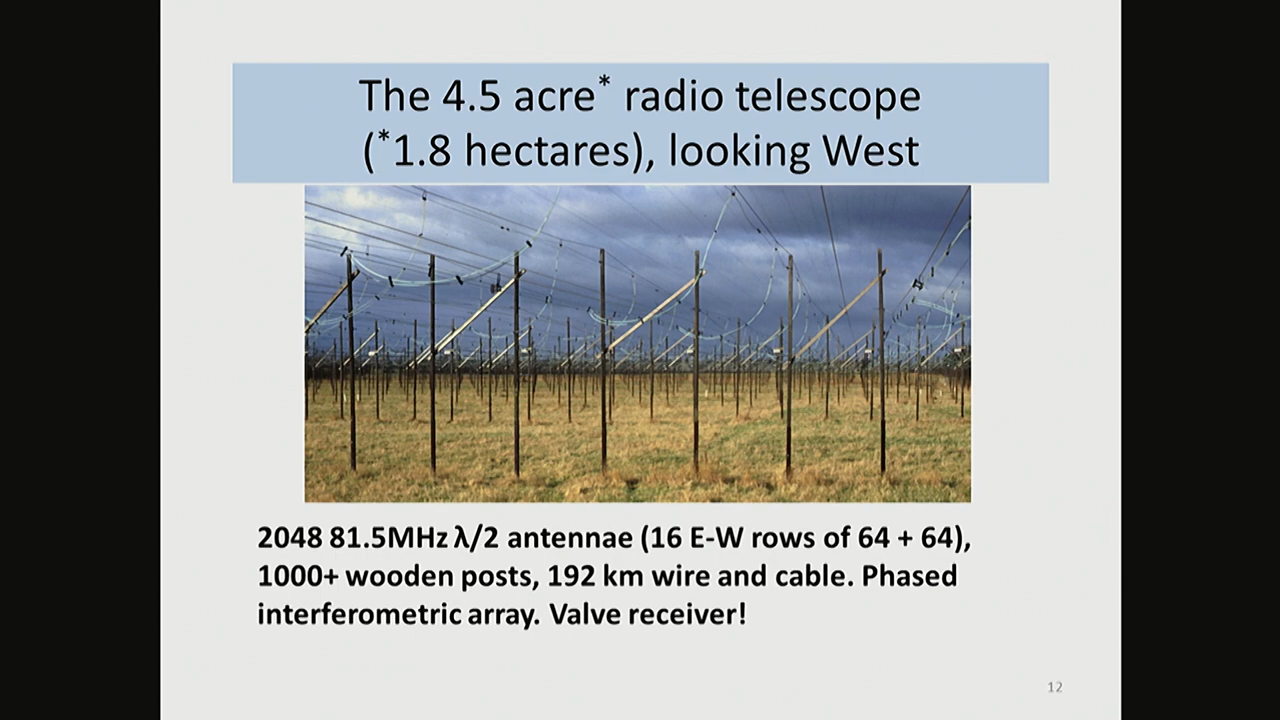 The 4.5 acre* radio telescope
(*1.8 hectares), looking West
2048 81.5MHz λ/2 antennae (16 E-W rows of 64 + 64),
1000+ wooden posts, 192 km wire and cable. Phased
interferometric array. Valve receiver!
12